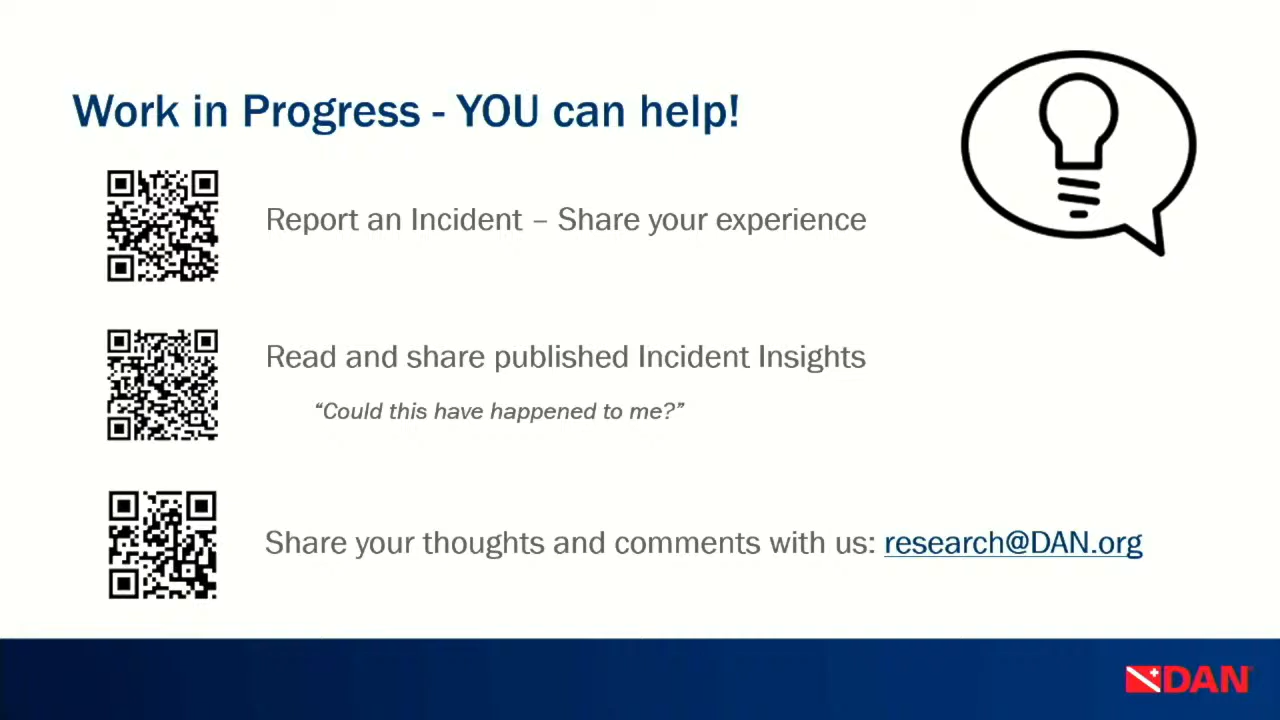 Work in Progress - YOU can help!
Report an Incident – Share your experience
Read and share published Incident Insights
“Could this have happened to me?”
Share your thoughts and comments with us: research@DAN.org
DAN